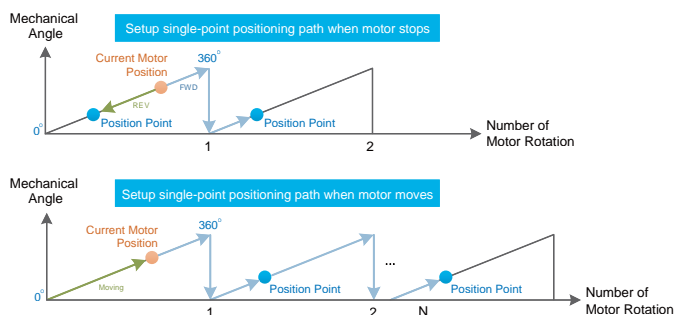 Mechanical
Angle
Setup single-point positioning path when motor stops
Current Motor
Position
360°
FWD
REV
Position Point
Position Point
0°
1
2
Number of
Motor Rotation
Mechanical
Angle
Setup single-point positioning path when motor moves
Current Motor
Position
360°
...
Moving
Position Point
Position Point
0°
1
2
N
Number of
Motor Rotation